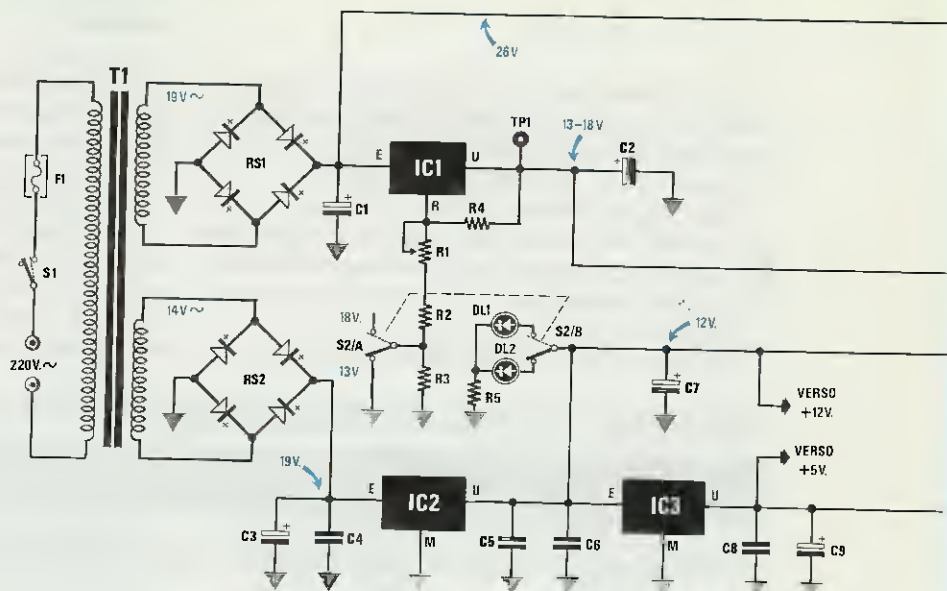 26V
T1
19V~
TP1
13-18V
C2
E
IC1
U
RS1
F1
+
C1
R
R4
R1
S1
14V~
18V.
R2
DL1
S2/B
12V.
S2/A
DL2
220V.~
RS2
13V
R3
R5
+
C7
VERSO
+12V.
VERSO
+5V.
19V.
E
IC2
U
E
IC3
U
C3
+
C4
M
C5
C6
M
C8
+
C9